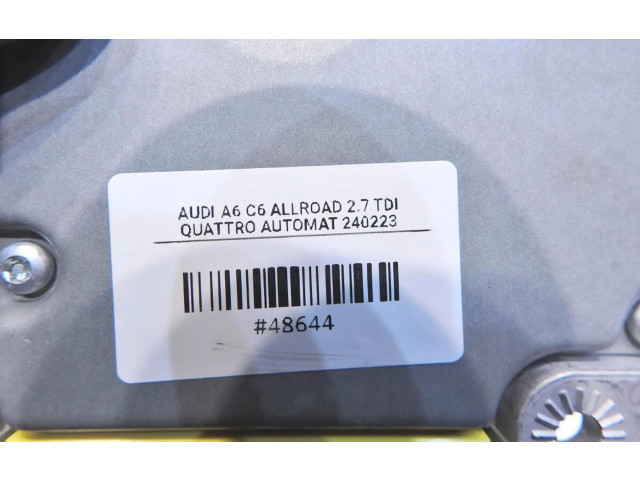 AUDI A6 C6 ALLROAD 2.7 TDI
QUATTRO AUTOMAT 240223
#48644